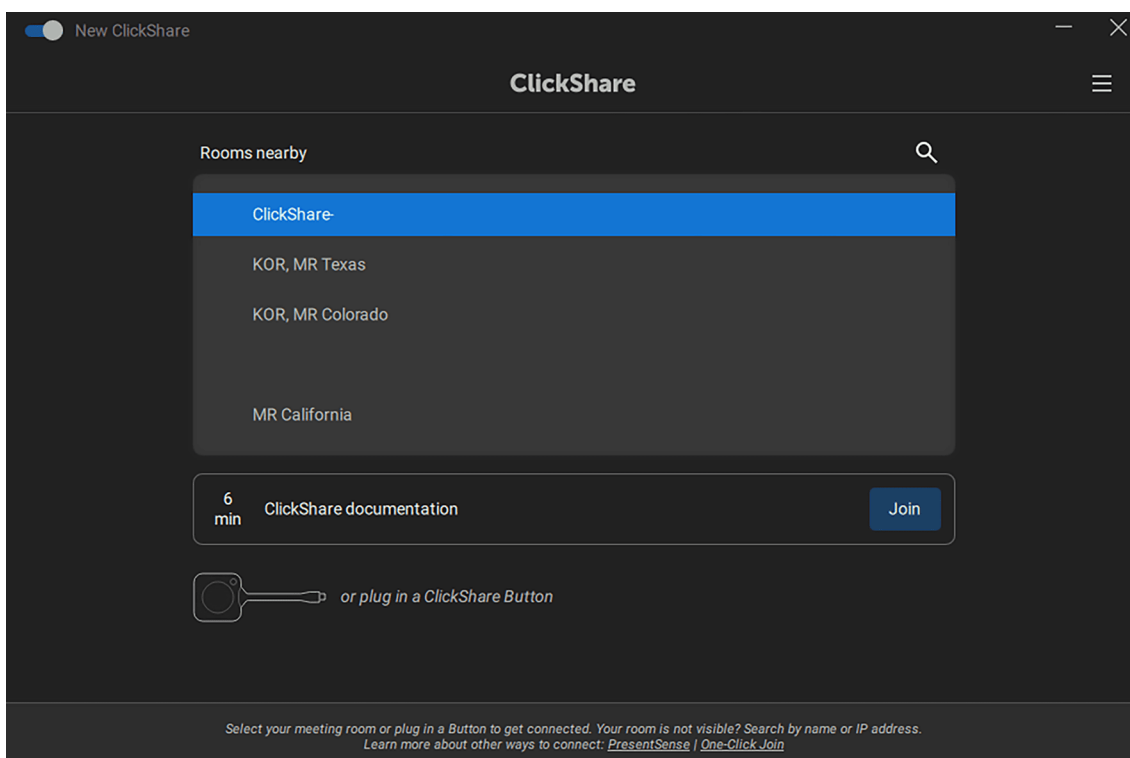 New ClickShare
ClickShare
Rooms nearby
ClickShare-
KOR, MR Texas
KOR, MR Colorado
MR California
6
min
ClickShare documentation
Join
or plug in a ClickShare Button
Select your meeting room or plug in a Button to get connected. Your room is not visible? Search by name or IP address.
Learn more about other ways to connect: PresentSense | One-Click Join